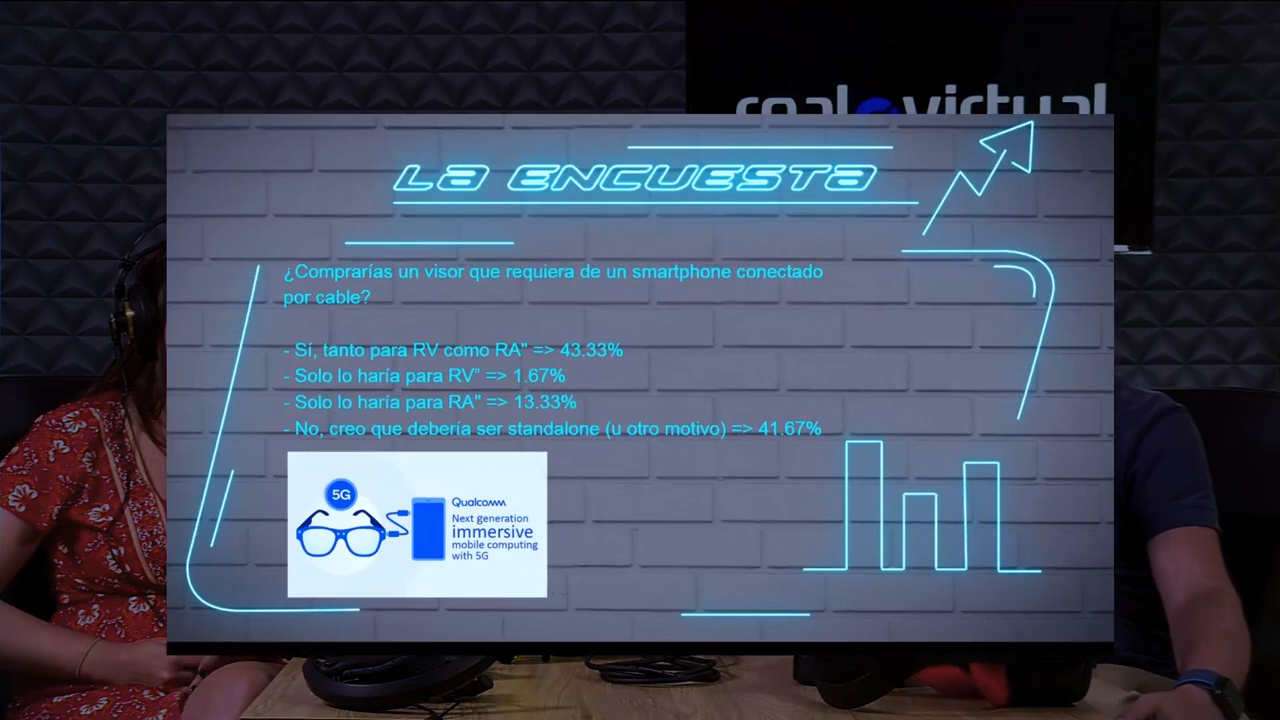 real virtual
LA ENCUESTA
¿Comprarías un visor que requiera de un smartphone conectado
por cable?
- Sí, tanto para RV como RA" => 43.33%
- Solo lo haría para RV" => 1.67%
- Solo lo haría para RA" => 13.33%
- No, creo que debería ser standalone (u otro motivo) => 41.67%
5G
Qualcomm
Next generation
immersive
mobile computing
with 5G